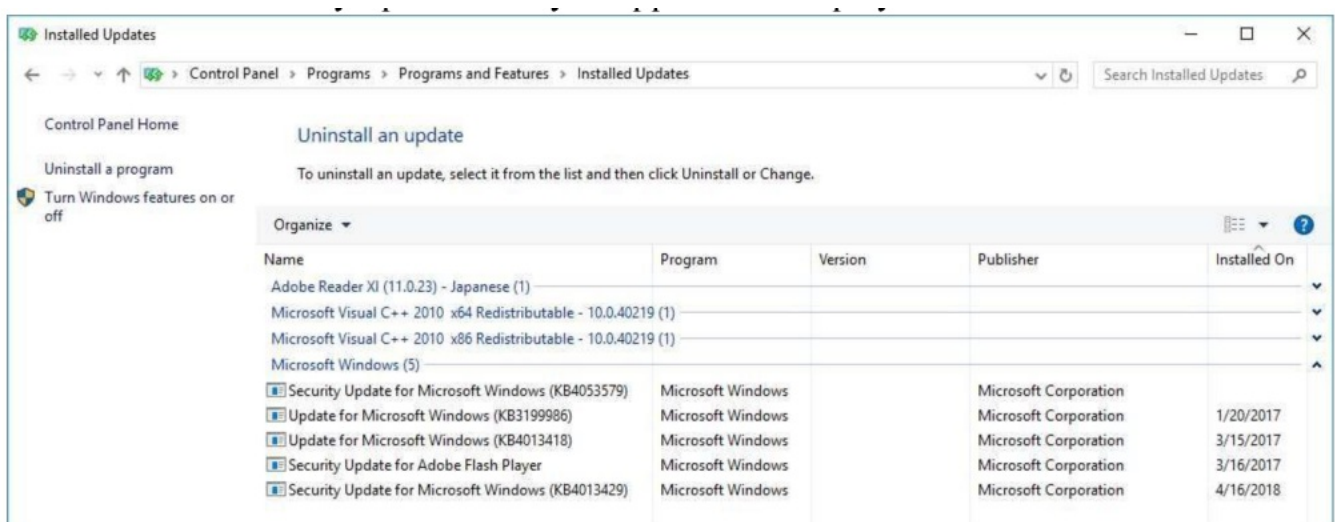 Installed Updates
Control Panel > Programs > Programs and Features > Installed Updates
Search Installed Updates
Control Panel Home
Uninstall a program
Turn Windows features on or
off
Uninstall an update
To uninstall an update, select it from the list and then click Uninstall or Change.
Organize
Name Program Version Publisher Installed On
Adobe Reader XI (11.0.23) - Japanese (1)
Microsoft Visual C++ 2010 x64 Redistributable - 10.0.40219 (1)
Microsoft Visual C++ 2010 x86 Redistributable - 10.0.40219 (1)
Microsoft Windows (5)
Security Update for Microsoft Windows (KB4053579) Microsoft Windows Microsoft Corporation
Update for Microsoft Windows (KB3199986) Microsoft Windows Microsoft Corporation 1/20/2017
Update for Microsoft Windows (KB4013418) Microsoft Windows Microsoft Corporation 3/15/2017
Security Update for Adobe Flash Player Microsoft Windows Microsoft Corporation 3/16/2017
Security Update for Microsoft Windows (KB4013429) Microsoft Windows Microsoft Corporation 4/16/2018